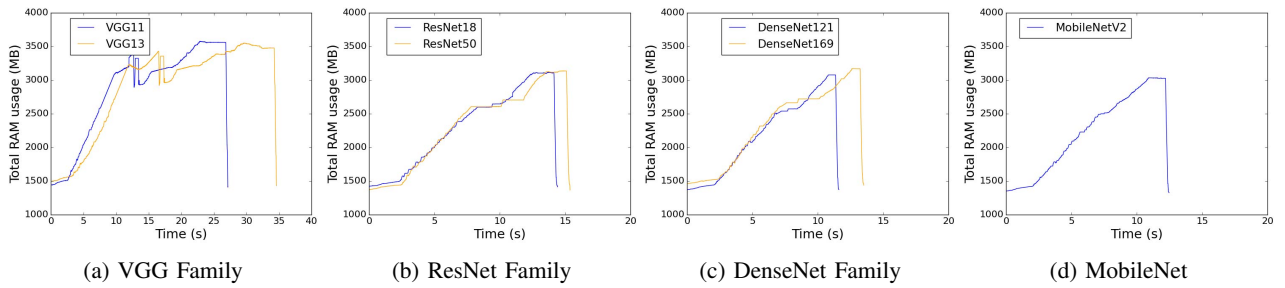 4000
3500
3000
2500
2000
1500
1000
Total RAM usage (MB)
VGG11
VGG13
0 5 10 15 20 25 30 35 40
Time (s)
(a) VGG Family
4000
3500
3000
2500
2000
1500
1000
Total RAM usage (MB)
ResNet18
ResNet50
0 5 10 15 20
Time (s)
(b) ResNet Family
4000
3500
3000
2500
2000
1500
1000
Total RAM usage (MB)
DenseNet121
DenseNet169
0 5 10 15 20
Time (s)
(c) DenseNet Family
4000
3500
3000
2500
2000
1500
1000
Total RAM usage (MB)
MobileNetV2
0 5 10 15 20
Time (s)
(d) MobileNet